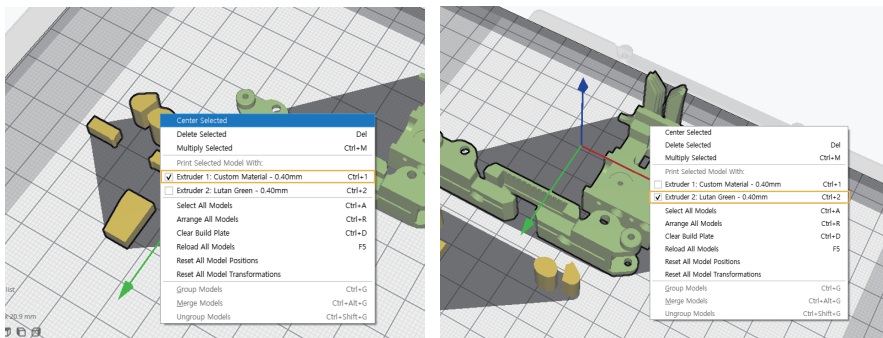 Center Selected
Delete Selected Del
Multiply Selected Ctrl+M
Print Selected Model With:
Extruder 1: Custom Material - 0.40mm Ctrl+1
Extruder 2: Lutan Green - 0.40mm Ctrl+2
Select All Models Ctrl+A
Arrange All Models Ctrl+R
Clear Build Plate Ctrl+D
Reload All Models F5
Reset All Model Positions
Reset All Model Transformations
Group Models Ctrl+G
Merge Models Ctrl+Alt+G
Ungroup Models Ctrl+Shift+G
list
20.9 mm
Center Selected
Delete Selected Del
Multiply Selected Ctrl+M
Print Selected Model With:
Extruder 1: Custom Material - 0.40mm Ctrl+1
Extruder 2: Lutan Green - 0.40mm Ctrl+2
Select All Models Ctrl+A
Arrange All Models Ctrl+R
Clear Build Plate Ctrl+D
Reload All Models F5
Reset All Model Positions
Reset All Model Transformations
Group Models Ctrl+G
Merge Models Ctrl+Alt+G
Ungroup Models Ctrl+Shift+G